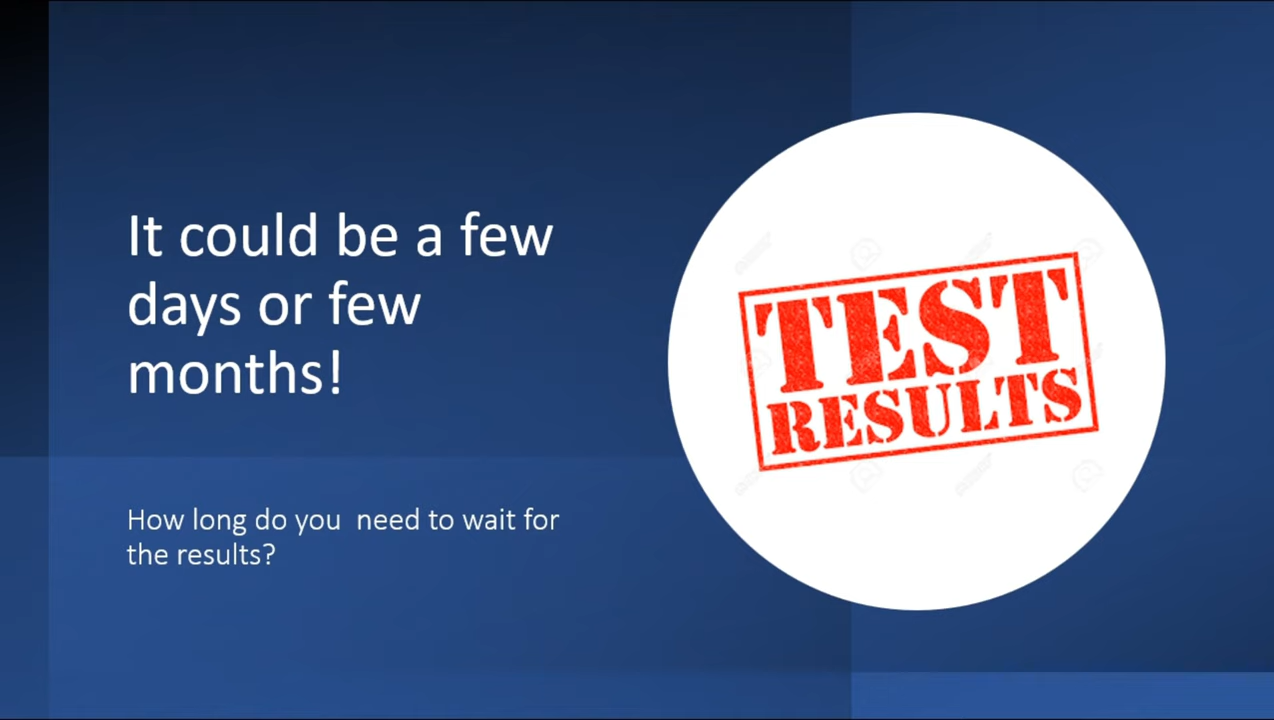 It could be a few
days or few
months!
How long do you  need to wait for
the results?
TEST
RESULTS